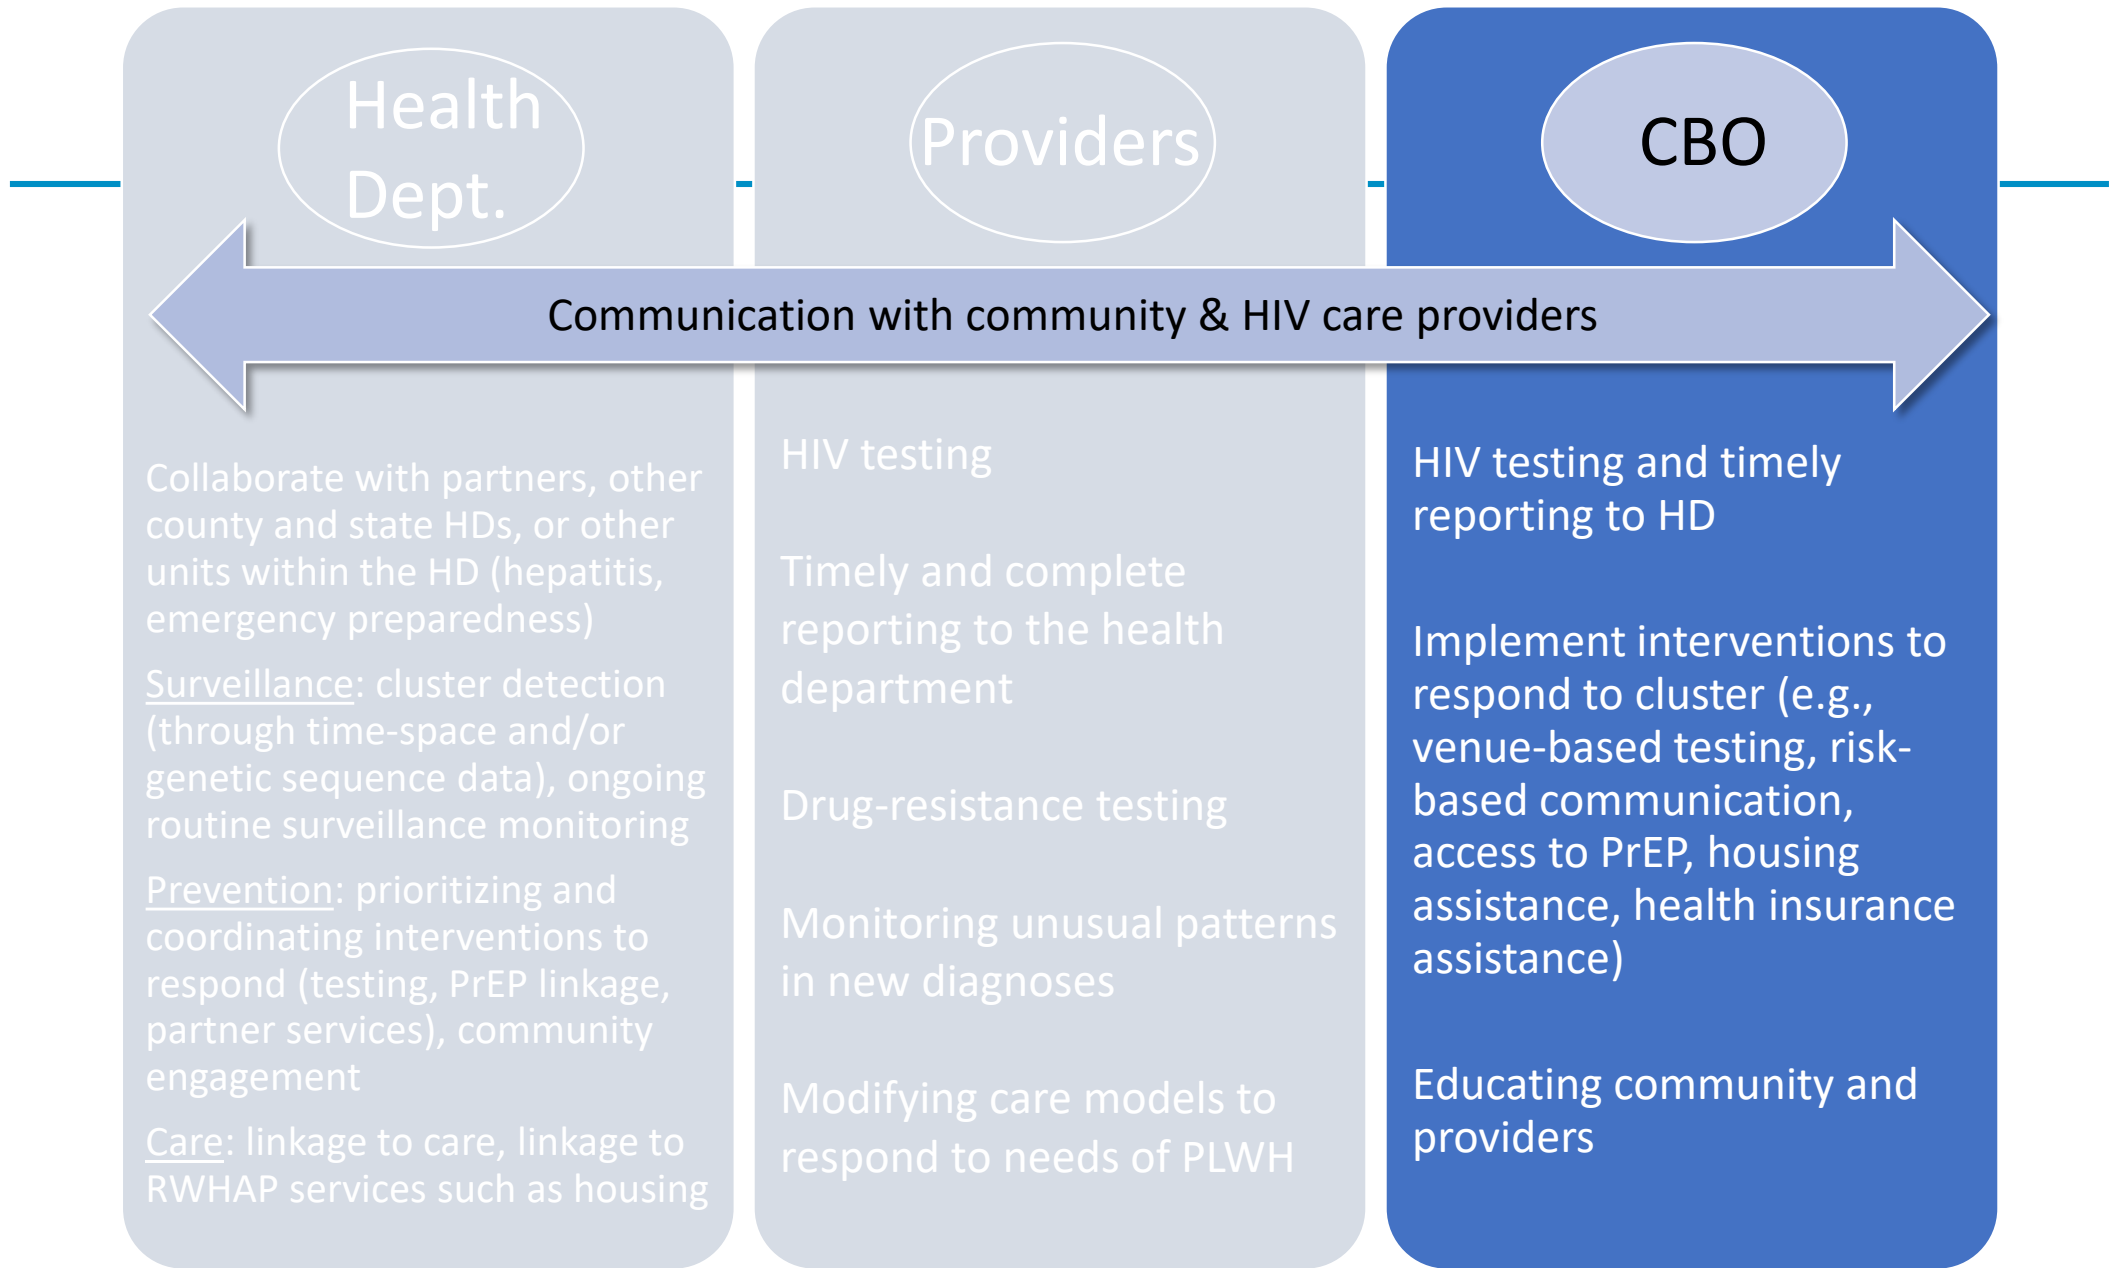 Health
Dept.
Providers
CBO
Communication with community & HIV care providers
Collaborate with partners, other
county and state HDs, or other
units within the HD (hepatitis,
emergency preparedness)
Surveillance: cluster detection
(through time-space and/or
genetic sequence data), ongoing
routine surveillance monitoring
Prevention: prioritizing and
coordinating interventions to
respond (testing, PrEP linkage,
partner services), community
engagement
Care: linkage to care, linkage to
RWHAP services such as housing
HIV testing
Timely and complete
reporting to the health
department
Drug-resistance testing
Monitoring unusual patterns
in new diagnoses
Modifying care models to
respond to needs of PLWH
HIV testing and timely
reporting to HD
Implement interventions to
respond to cluster (e.g.,
venue-based testing, risk-
based communication,
access to PrEP, housing
assistance, health insurance
assistance)
Educating community and
providers